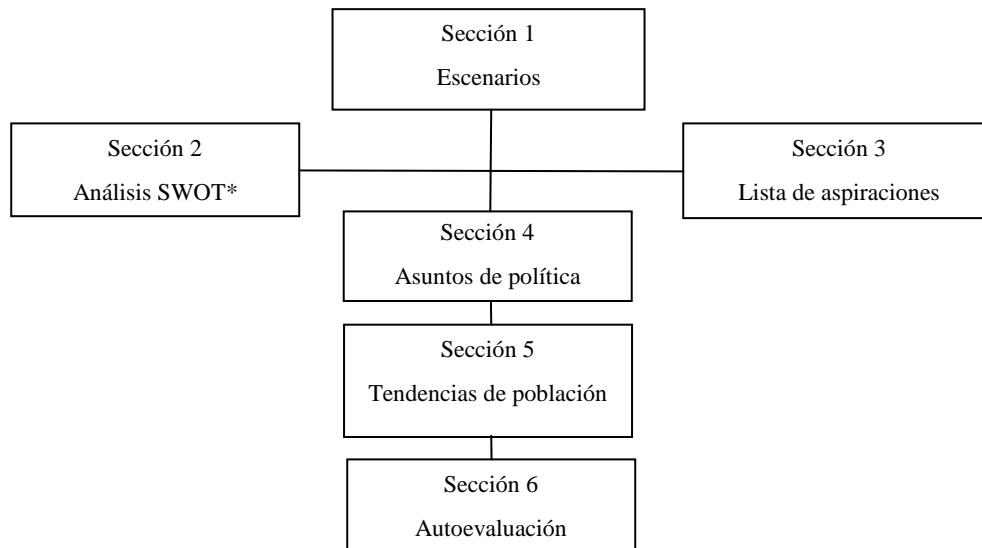 Sección 1
Escenarios
Sección 2
Análisis SWOT*
Sección 3
Lista de aspiraciones
Sección 4
Asuntos de política
Sección 5
Tendencias de población
Sección 6
Autoevaluación